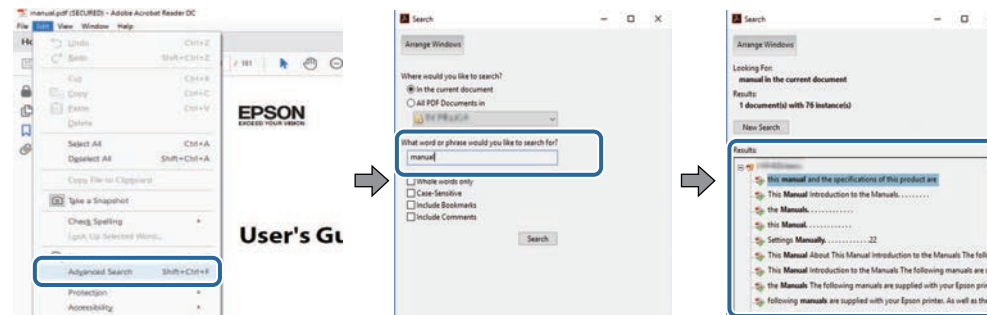 manual.pdf (SECURED) - Adobe Acrobat Reader DC
File Edit View Window Help
Undo Ctrl+Z
Redo Shift+Ctrl+Z
Cut Ctrl+X
Copy Ctrl+C
Paste Ctrl+V
Delete
Select All Ctrl+A
Deselect All Shift+Ctrl+A
Copy File to Clipboard
Take a Snapshot
Check Spelling
Look Up Selected Word...
Advanced Search Shift+Ctrl+F
Protection
Accessibility
/ 181
EPSON
EXCEED YOUR VISION
User's Gu
Search
Arrange Windows
Where would you like to search?
In the current document
All PDF Documents in
What word or phrase would you like to search for?
manual
Whole words only
Case-Sensitive
Include Bookmarks
Include Comments
Search
Search
Arrange Windows
Looking For:
manual in the current document
Results:
1 document(s) with 76 instance(s)
New Search
Results:
this manual and the specifications of this product are
This Manual Introduction to the Manuals.........
the Manuals.............
this Manual.............
Settings Manually.............22
This Manual About This Manual Introduction to the Manuals The foll
This Manual Introduction to the Manuals The following manuals are
the Manuals The following manuals are supplied with your Epson prin
following manuals are supplied with your Epson printer. As well as the